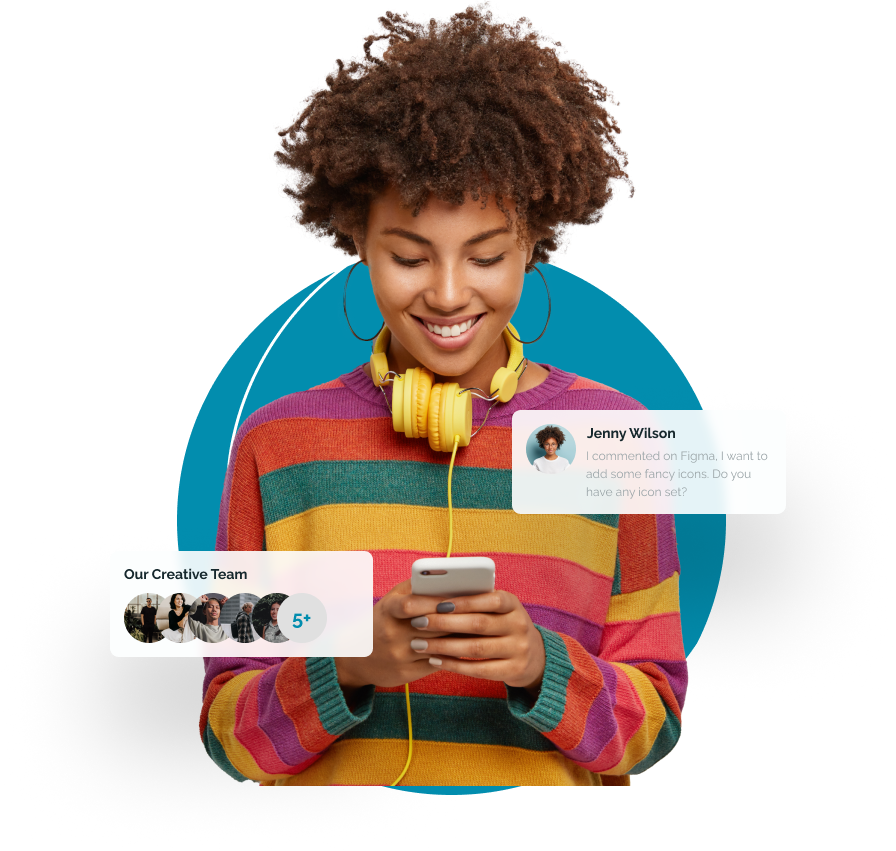 Jenny Wilson
I commented on Figma, I want to
add some fancy icons. Do you
have any icon set?
Our Creative Team
5+